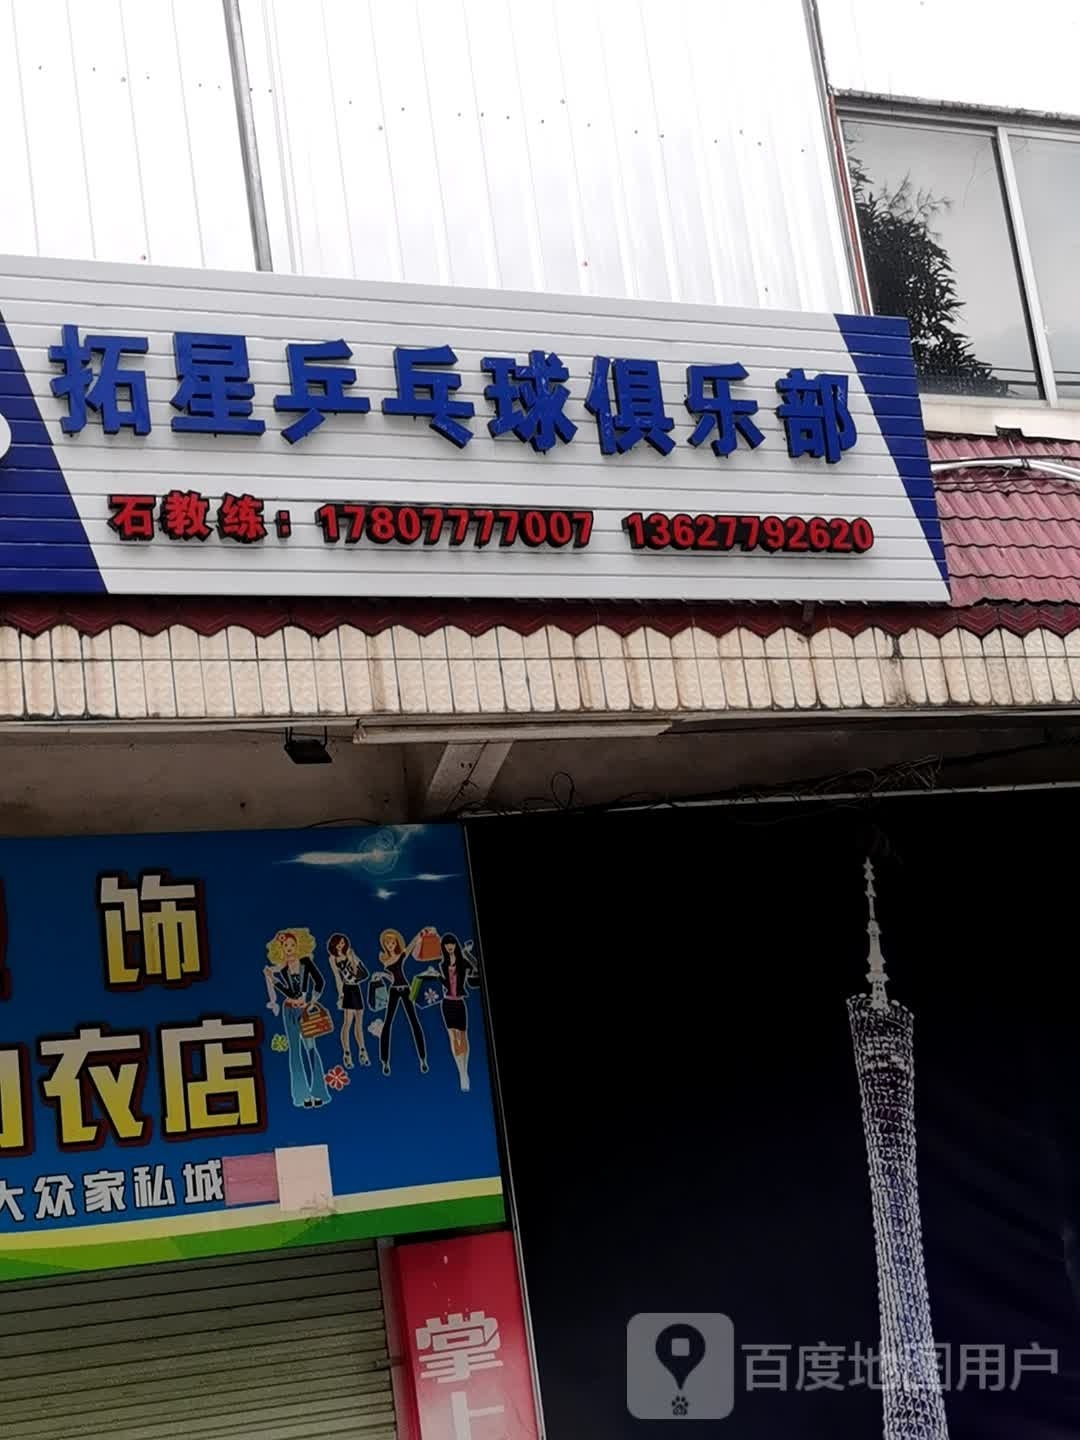 拓星乒乓球俱乐部
石教练：17807777007 13627792620
饰
衣店
大众家私城
掌上
百度地图用户